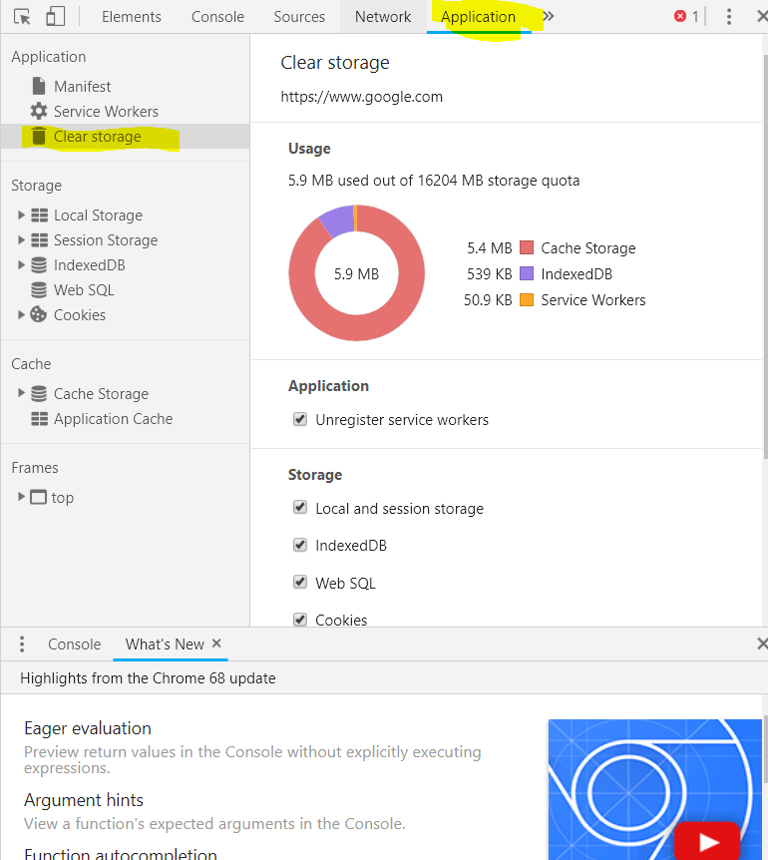 Elements Console Sources Network Application 1
Application
Manifest
Service Workers
Clear storage
Storage
Local Storage
Session Storage
IndexedDB
Web SQL
Cookies
Cache
Cache Storage
Application Cache
Frames
top
Clear storage
https://www.google.com
Usage
5.9 MB used out of 16204 MB storage quota
5.9 MB
5.4 MB Cache Storage
539 KB IndexedDB
50.9 KB Service Workers
Application
Unregister service workers
Storage
Local and session storage
IndexedDB
Web SQL
Cookies
Console What's New
Highlights from the Chrome 68 update
Eager evaluation
Preview return values in the Console without explicitly executing
expressions.
Argument hints
View a function's expected arguments in the Console.
Function autocompletion